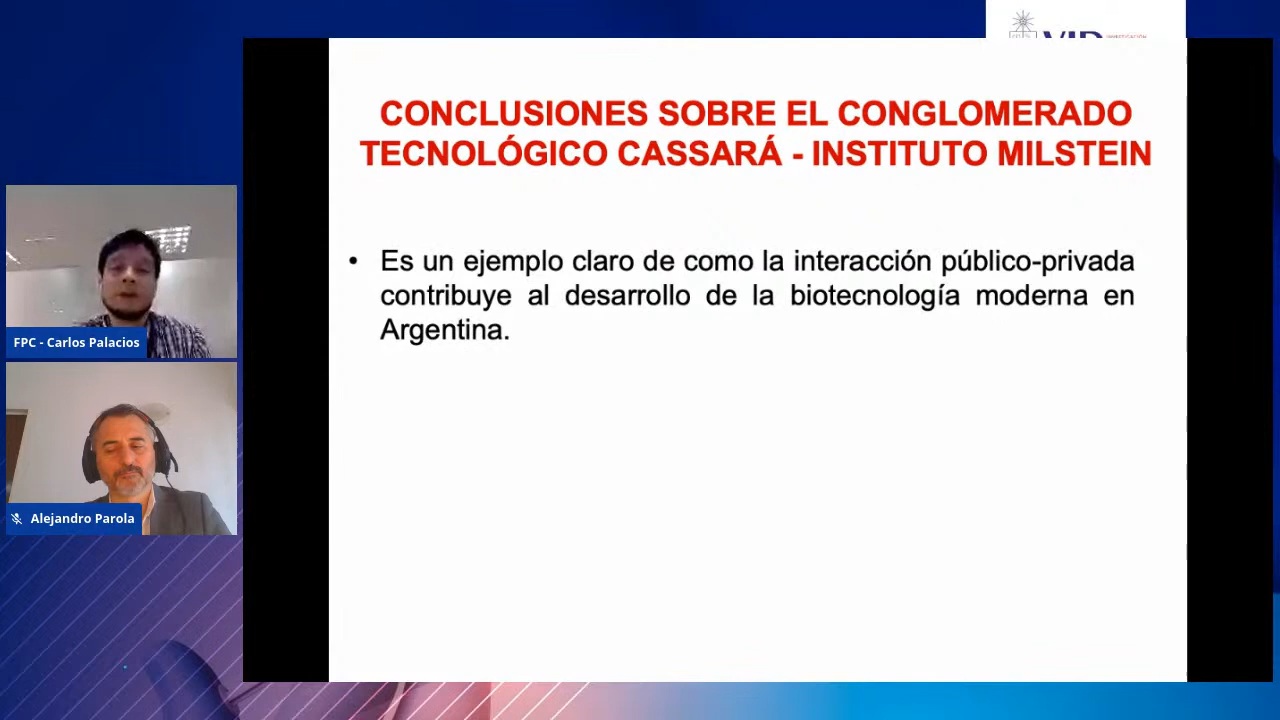 INVESTIGACIÓN
CONCLUSIONES SOBRE EL CONGLOMERADO
TECNOLÓGICO CASSARÁ - INSTITUTO MILSTEIN
• Es un ejemplo claro de como la interacción público-privada
contribuye al desarrollo de la biotecnología moderna en
Argentina.
FPC - Carlos Palacios
Alejandro Parola